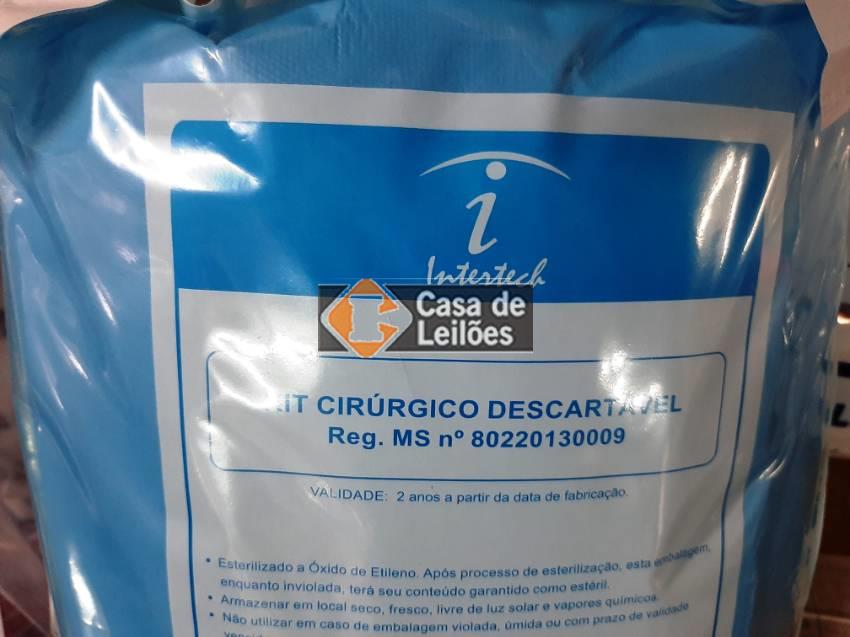 i
Intertech
Casa de
Leilões
KIT CIRÚRGICO DESCARTÁVEL
Reg. MS nº 80220130009
VALIDADE: 2 anos a partir da data de fabricação.
• Esterilizado a Óxido de Etileno. Após processo de esterilização, esta embalagem,
enquanto inviolada, terá seu conteúdo garantido como estéril.
• Armazenar em local seco, fresco, livre de luz solar e vapores químicos.
• Não utilizar em caso de embalagem violada, úmida ou com prazo de validade